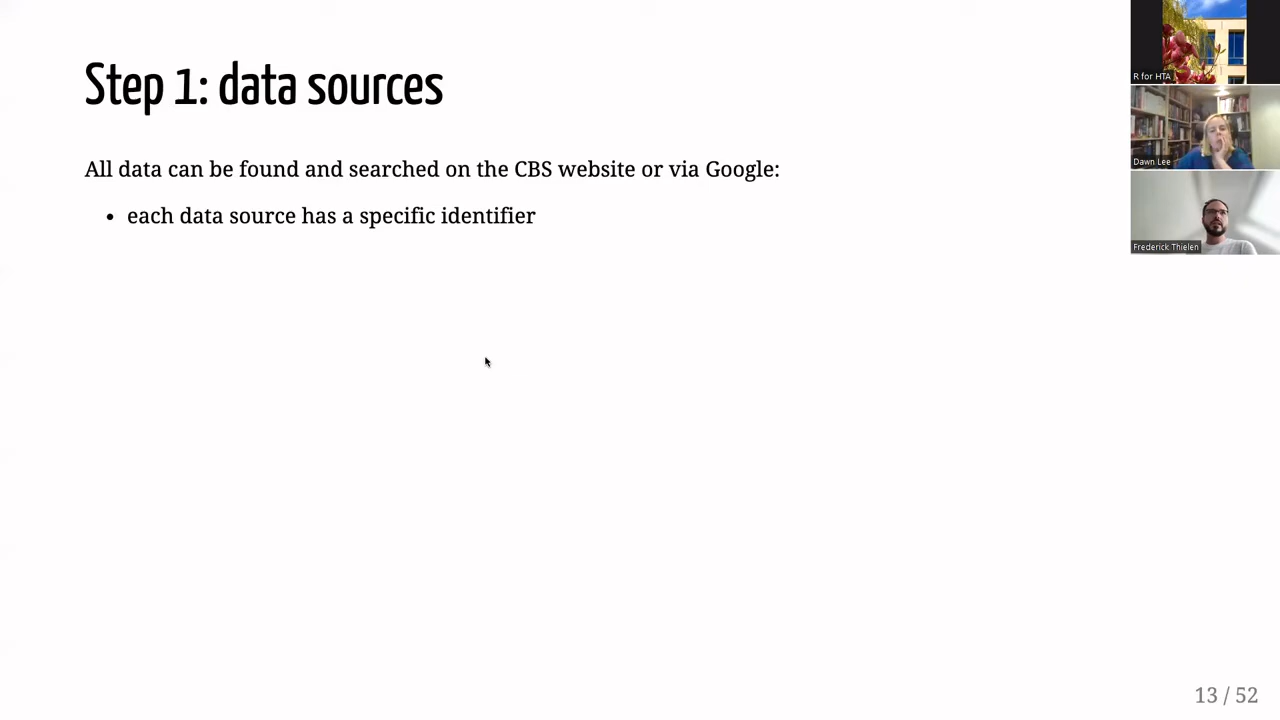 Step 1: data sources
All data can be found and searched on the CBS website or via Google:
• each data source has a specific identifier
R for HTA
Dawn Lee
Frederick Thielen
13 / 52